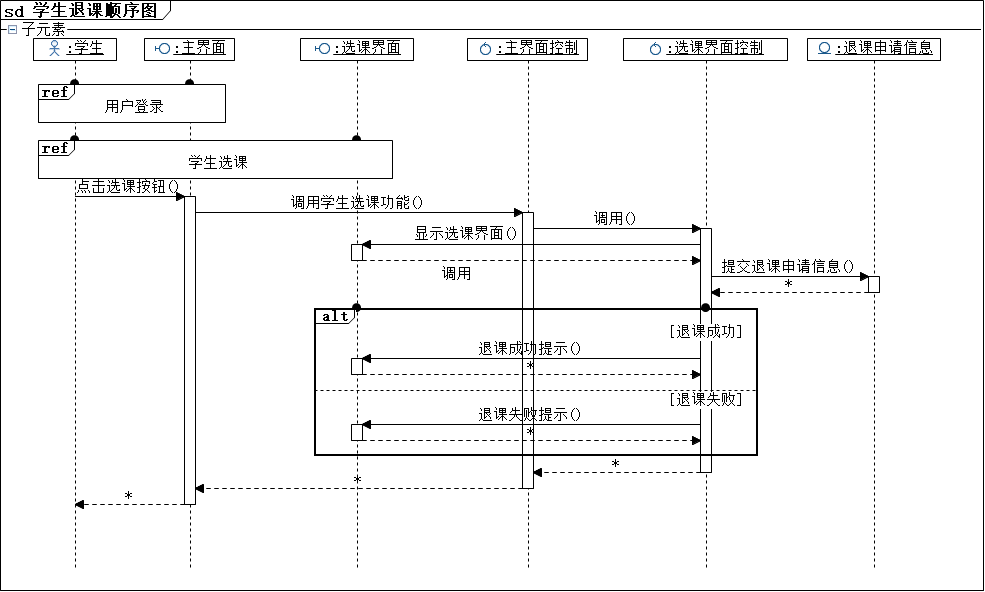 sd 学生退课顺序图
子元素
:学生 :主界面 :选课界面 :主界面控制 :选课界面控制 :退课申请信息
ref
用户登录
ref
学生选课
点击选课按钮()
调用学生选课功能()
调用()
显示选课界面()
调用
提交退课申请信息()
*
alt
[退课成功]
退课成功提示()
*
[退课失败]
退课失败提示()
*
*
*
*